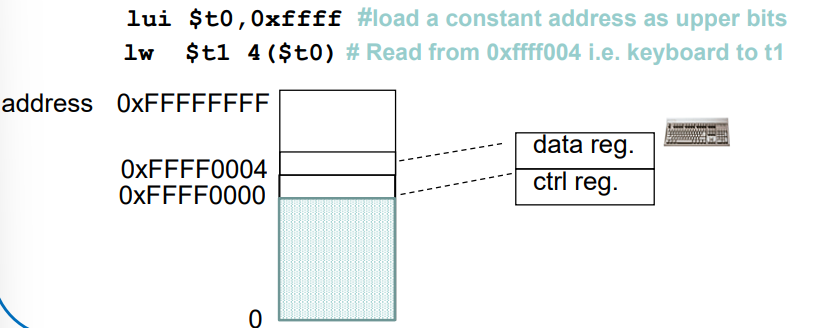 lui $t0,0xffff #load a constant address as upper bits
lw $t1 4($t0) # Read from 0xffff004 i.e. keyboard to t1
address 0xFFFFFFFF
data reg.
0xFFFF0004
ctrl reg.
0xFFFF0000
0